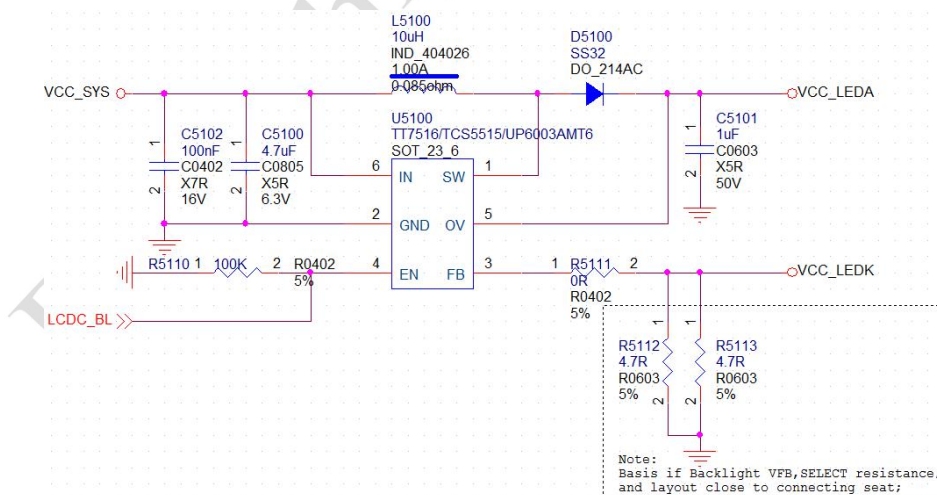 L5100
10uH
IND_404026
1.00A
0.085ohm
D5100
SS32
DO_214AC
VCC_SYS
VCC_LEDA
U5100
TT7516/TCS5515/UP6003AMT6
SOT_23_6
C5102
100nF
C0402
X7R
16V
1
2
C5100
4.7uF
C0805
X5R
6.3V
1
2
C5101
1uF
C0603
X5R
50V
1
2
6 IN SW 1
2 GND OV 5
4 EN FB 3
R5110 1 100K 2 R0402
5%
1 R5111 2
0R
R0402
5%
VCC_LEDK
LCDC_BL
R5112
4.7R
R0603
5%
1
2
R5113
4.7R
R0603
5%
1
2
Note:
Basis if Backlight VFB,SELECT resistance,
and layout close to connecting seat;